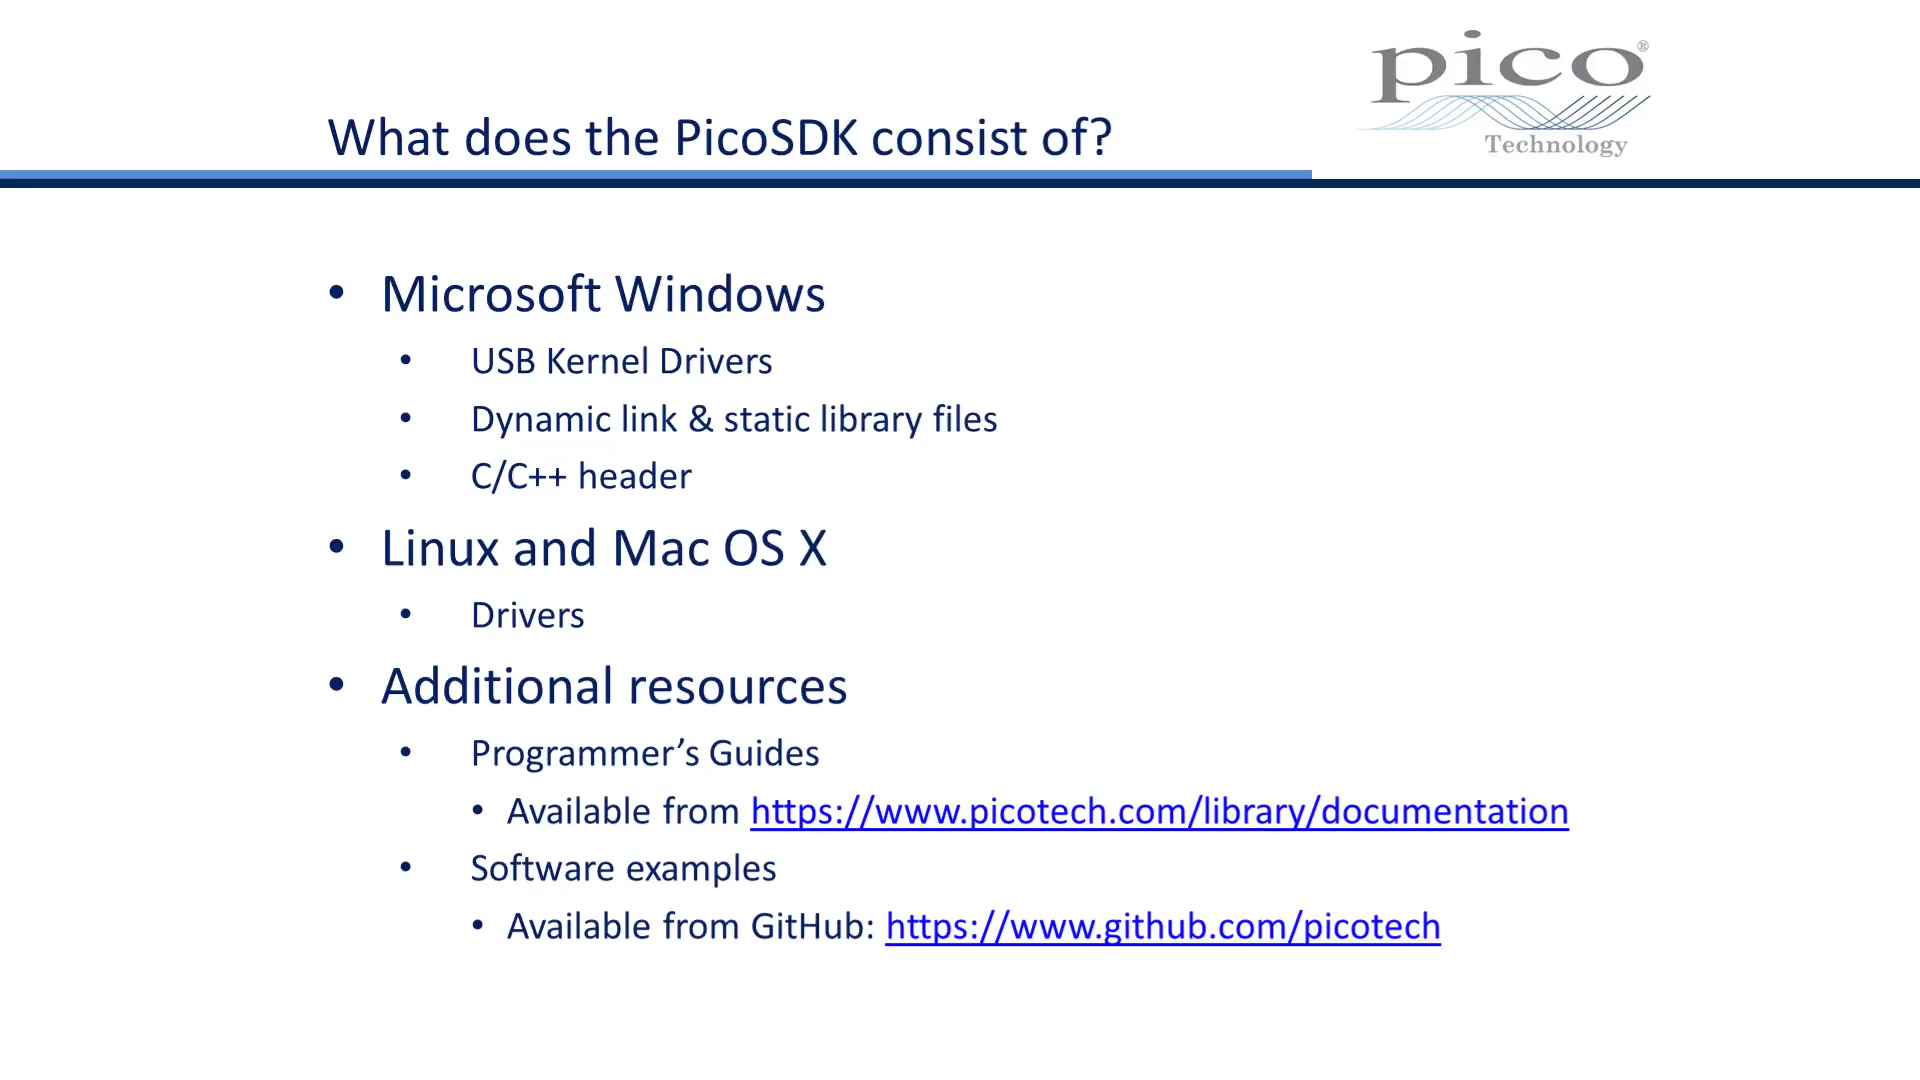 pico®
Technology
What does the PicoSDK consist of?
• Microsoft Windows
• USB Kernel Drivers
• Dynamic link & static library files
• C/C++ header
• Linux and Mac OS X
• Drivers
• Additional resources
• Programmer’s Guides
• Available from https://www.picotech.com/library/documentation
• Software examples
• Available from GitHub: https://www.github.com/picotech